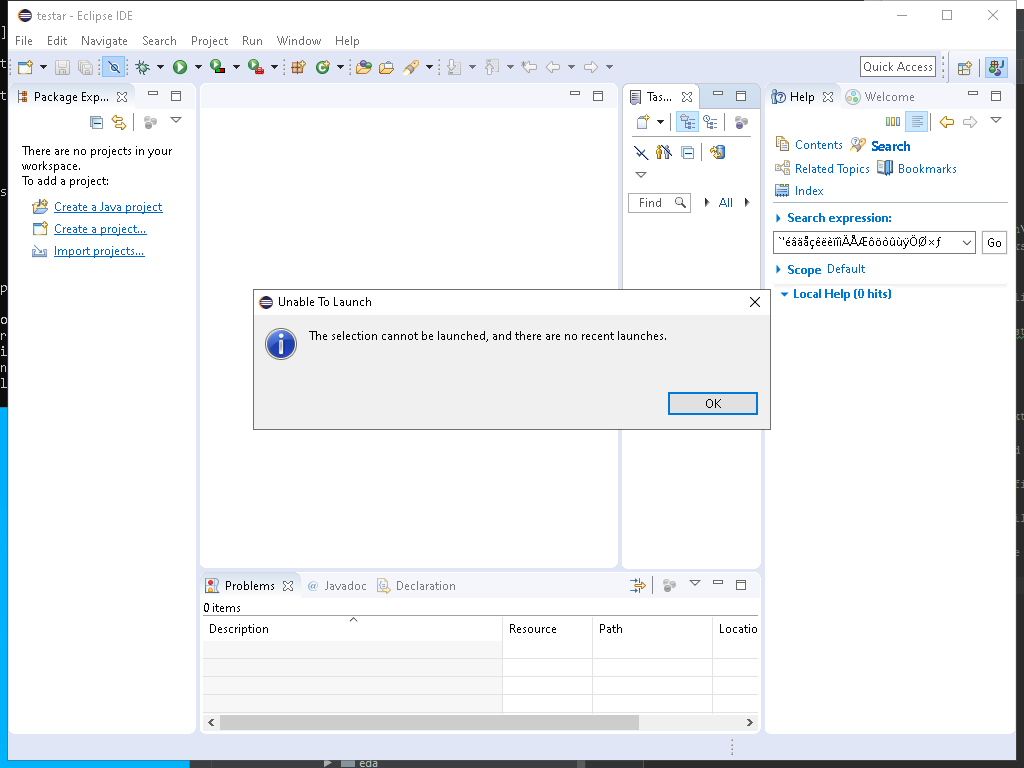 testar - Eclipse IDE
File Edit Navigate Search Project Run Window Help
Quick Access
Package Exp...
There are no projects in your
workspace.
To add a project:
Create a Java project
Create a project...
Import projects...
Tas...
Find
All
Help
Welcome
Contents
Search
Related Topics
Bookmarks
Index
Search expression:
Go
Scope Default
Local Help (0 hits)
Unable To Launch
The selection cannot be launched, and there are no recent launches.
OK
Problems
@ Javadoc
Declaration
0 items
Description Resource Path Locatio
eda